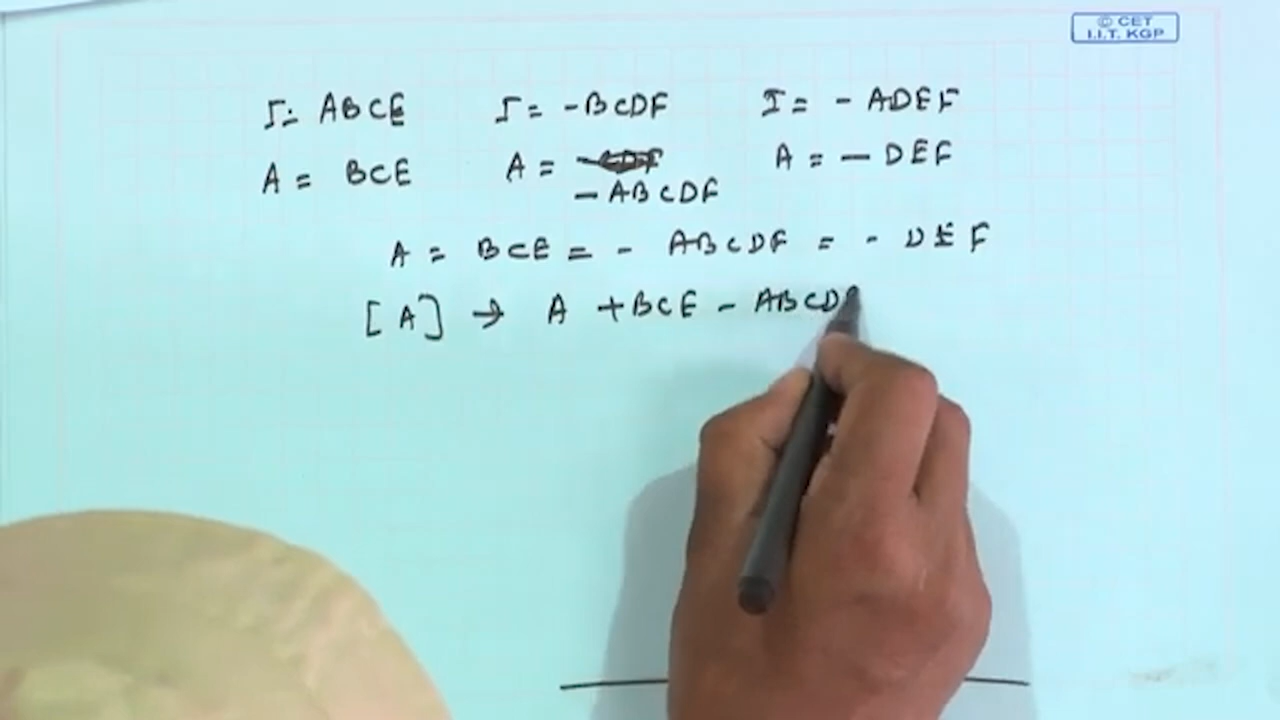 © CET
I.I.T. KGP
I = ABCE I = -BCDF I = - ADEF
A = BCE A = A = - DEF
- ABCDF
A = BCE = - ABCDF = - DEF
[A] → A + BCE - ABCD